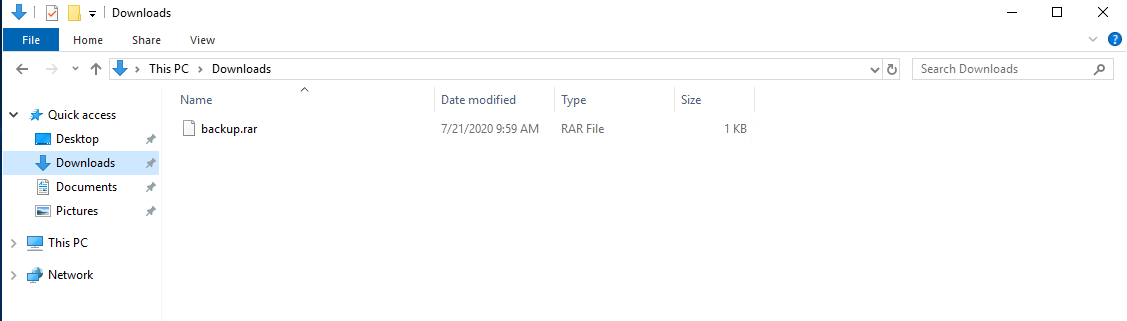 Downloads
File Home Share View
This PC Downloads Search Downloads
Name Date modified Type Size
Quick access
backup.rar 7/21/2020 9:59 AM RAR File 1 KB
Desktop
Downloads
Documents
Pictures
This PC
Network